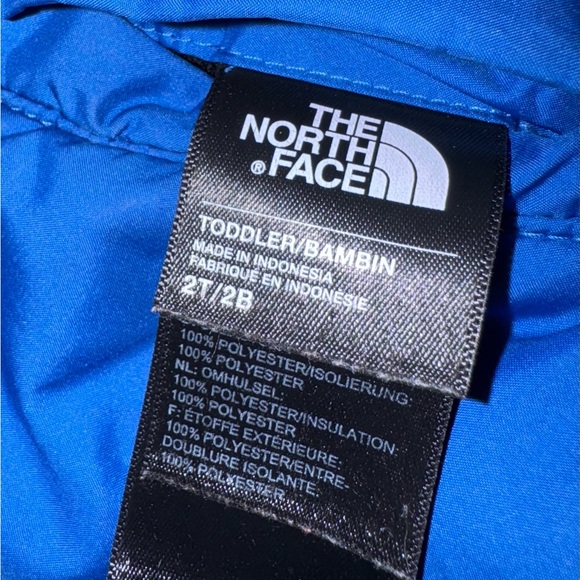 THE
NORTH
® FACE
TODDLER/BAMBIN
MADE IN INDONESIA
FABRIQUE EN INDONÉSIE
2T/2B
100% POLYESTER/ISOLIERUNG:
100% POLYESTER
NL: OMHULSEL:
100% POLYESTER/INSULATION:
100% POLYESTER
F: ÉTOFFE EXTÉRIEURE:
100% POLYESTER/ENTRE-
DOUBLURE ISOLANTE:
100% POLYESTER